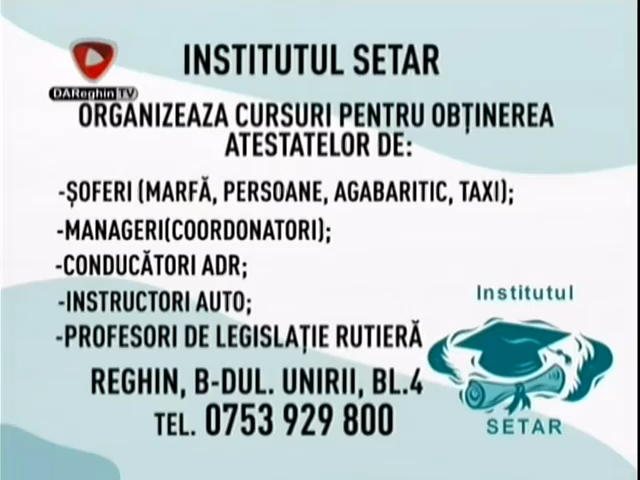 INSTITUTUL SETAR
DAReghin TV
ORGANIZEAZA CURSURI PENTRU OBȚINEREA
ATESTATELOR DE:
-ȘOFERI (MARFĂ, PERSOANE, AGABARITIC, TAXI);
-MANAGERI(COORDONATORI);
-CONDUCĂTORI ADR;
-INSTRUCTORI AUTO;
-PROFESORI DE LEGISLAȚIE RUTIERĂ
REGHIN, B-DUL. UNIRII, BL.4
TEL. 0753 929 800
Institutul
SETAR